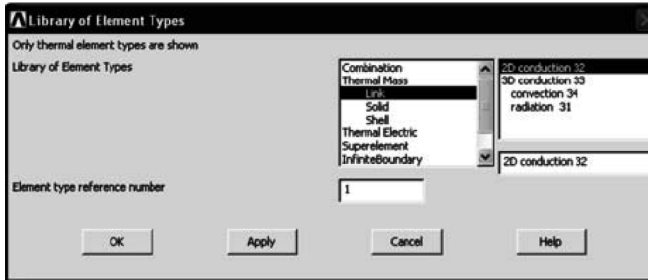 Library of Element Types
Only thermal element types are shown
Library of Element Types
Combination
Thermal Mass
Link
Solid
Shell
Thermal Electric
Superelement
InfiniteBoundary
2D conduction 32
3D conduction 33
convection 34
radiation 31
2D conduction 32
Element type reference number
1
OK
Apply
Cancel
Help